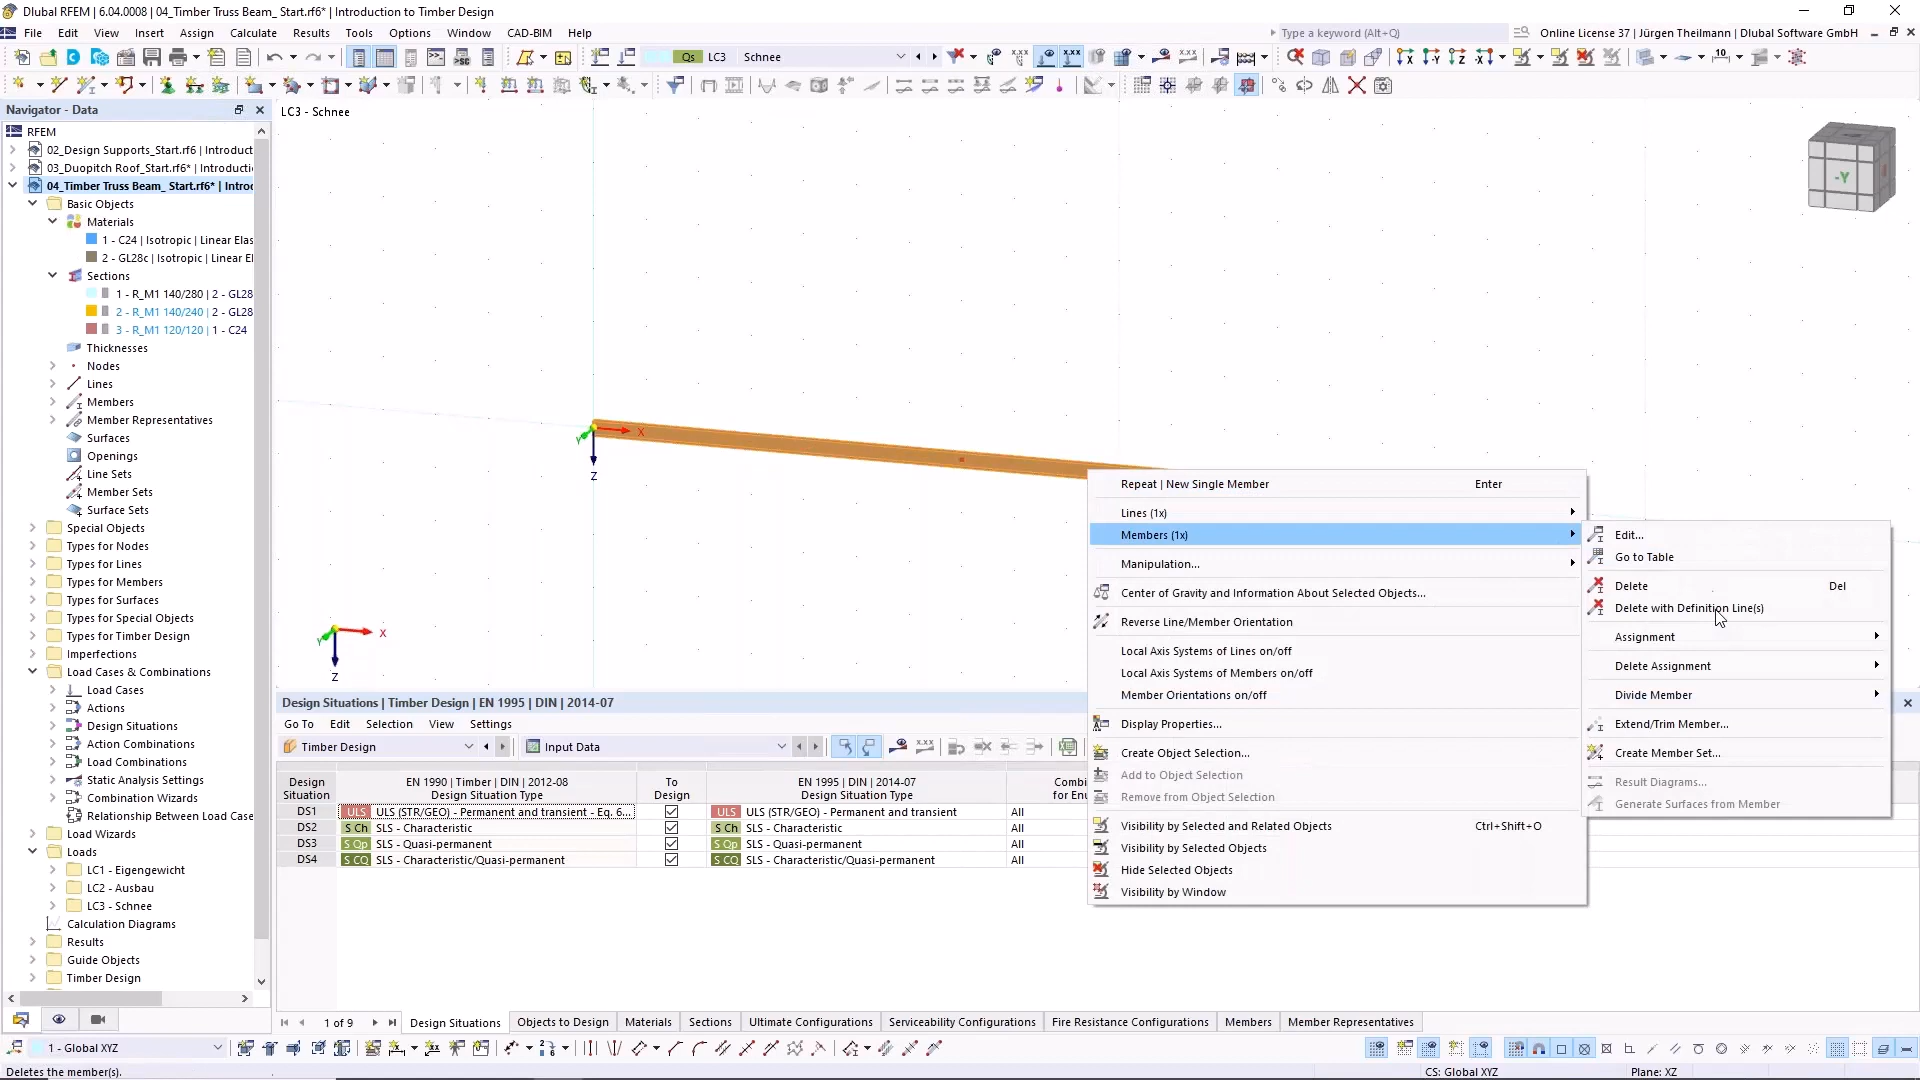 Dlubal RFEM | 6.04.0008 | 04_Timber Truss Beam_ Start.rf6* | Introduction to Timber Design
File Edit View Insert Assign Calculate Results Tools Options Window CAD-BIM Help
Type a keyword (Alt+Q)
Online License 37 | Jürgen Theilmann | Dlubal Software GmbH
Qs LC3 Schnee
Navigator - Data
RFEM
02_Design Supports_Start.rf6 | Introduct
03_Duopitch Roof_Start.rf6* | Introducti
04_Timber Truss Beam_ Start.rf6* | Introc
Basic Objects
Materials
1 - C24 | Isotropic | Linear Elas
2 - GL28c | Isotropic | Linear El
Sections
1 - R_M1 140/280 | 2 - GL28
2 - R_M1 140/240 | 2 - GL28
3 - R_M1 120/120 | 1 - C24
Thicknesses
Nodes
Lines
Members
Member Representatives
Surfaces
Openings
Line Sets
Member Sets
Surface Sets
Special Objects
Types for Nodes
Types for Lines
Types for Members
Types for Surfaces
Types for Special Objects
Types for Timber Design
Imperfections
Load Cases & Combinations
Load Cases
Actions
Design Situations
Action Combinations
Load Combinations
Static Analysis Settings
Combination Wizards
Relationship Between Load Case
Load Wizards
Loads
LC1 - Eigengewicht
LC2 - Ausbau
LC3 - Schnee
Calculation Diagrams
Results
Guide Objects
Timber Design
LC3 - Schnee
-Y
X
Y
Z
X
Y
Z
Repeat | New Single Member Enter
Lines (1x)
Members (1x)
Manipulation...
Center of Gravity and Information About Selected Objects...
Reverse Line/Member Orientation
Local Axis Systems of Lines on/off
Local Axis Systems of Members on/off
Member Orientations on/off
Display Properties...
Create Object Selection...
Add to Object Selection
Remove from Object Selection
Visibility by Selected and Related Objects Ctrl+Shift+O
Visibility by Selected Objects
Hide Selected Objects
Visibility by Window
Edit...
Go to Table
Delete Del
Delete with Definition Line(s)
Assignment
Delete Assignment
Divide Member
Extend/Trim Member...
Create Member Set...
Result Diagrams...
Generate Surfaces from Member
Design Situations | Timber Design | EN 1995 | DIN | 2014-07
Go To Edit Selection View Settings
Timber Design
Input Data
Design Situation
EN 1990 | Timber | DIN | 2012-08 Design Situation Type
To Design
EN 1995 | DIN | 2014-07 Design Situation Type
Combi
for Enu
DS1 ULS ULS (STR/GEO) - Permanent and transient - Eq. 6... ULS ULS (STR/GEO) - Permanent and transient All
DS2 S Ch SLS - Characteristic S Ch SLS - Characteristic All
DS3 S Qp SLS - Quasi-permanent S Qp SLS - Quasi-permanent All
DS4 S CQ SLS - Characteristic/Quasi-permanent S CQ SLS - Characteristic/Quasi-permanent All
1 of 9
Design Situations Objects to Design Materials Sections Ultimate Configurations Serviceability Configurations Fire Resistance Configurations Members Member Representatives
1 - Global XYZ
Deletes the member(s).
CS: Global XYZ
Plane: XZ